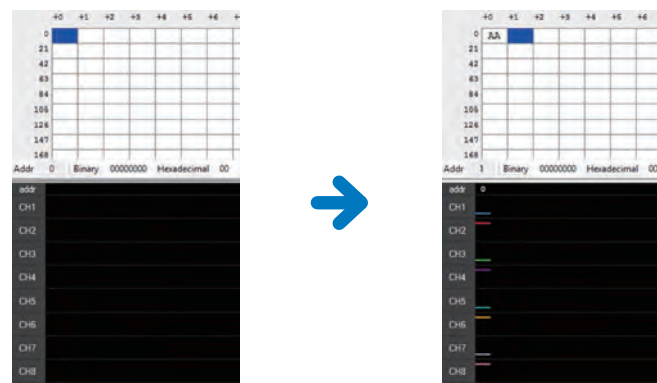 +0 +1 +2 +3 +4 +5 +6
0
21
42
63
84
105
126
147
168
Addr 0 Binary 00000000 Hexadecimal 00
addr
CH1
CH2
CH3
CH4
CH5
CH6
CH7
CH8
+0 +1 +2 +3 +4 +5 +6
0 AA
21
42
63
84
105
126
147
168
Addr 1 Binary 00000000 Hexadecimal 00
addr 0
CH1
CH2
CH3
CH4
CH5
CH6
CH7
CH8